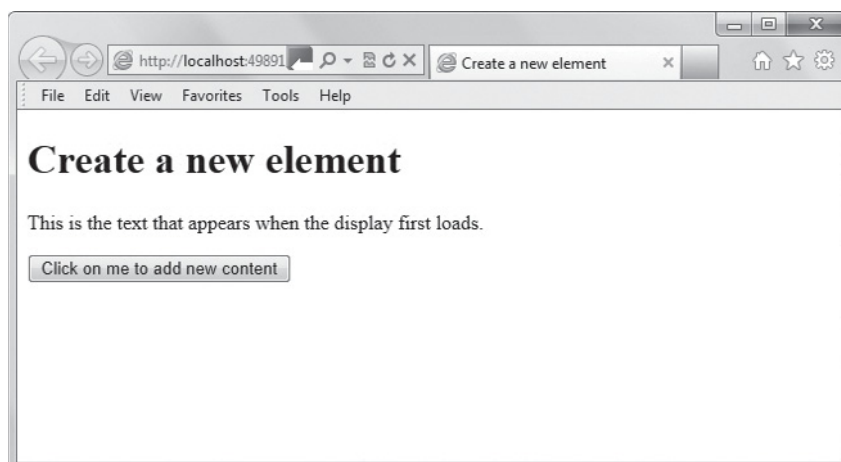 http://localhost:49891
Create a new element
File Edit View Favorites Tools Help
Create a new element
This is the text that appears when the display first loads.
Click on me to add new content